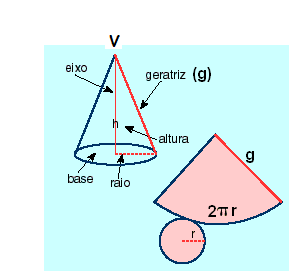 V
eixo
geratriz (g)
h
altura
base
raio
g
2πr
r